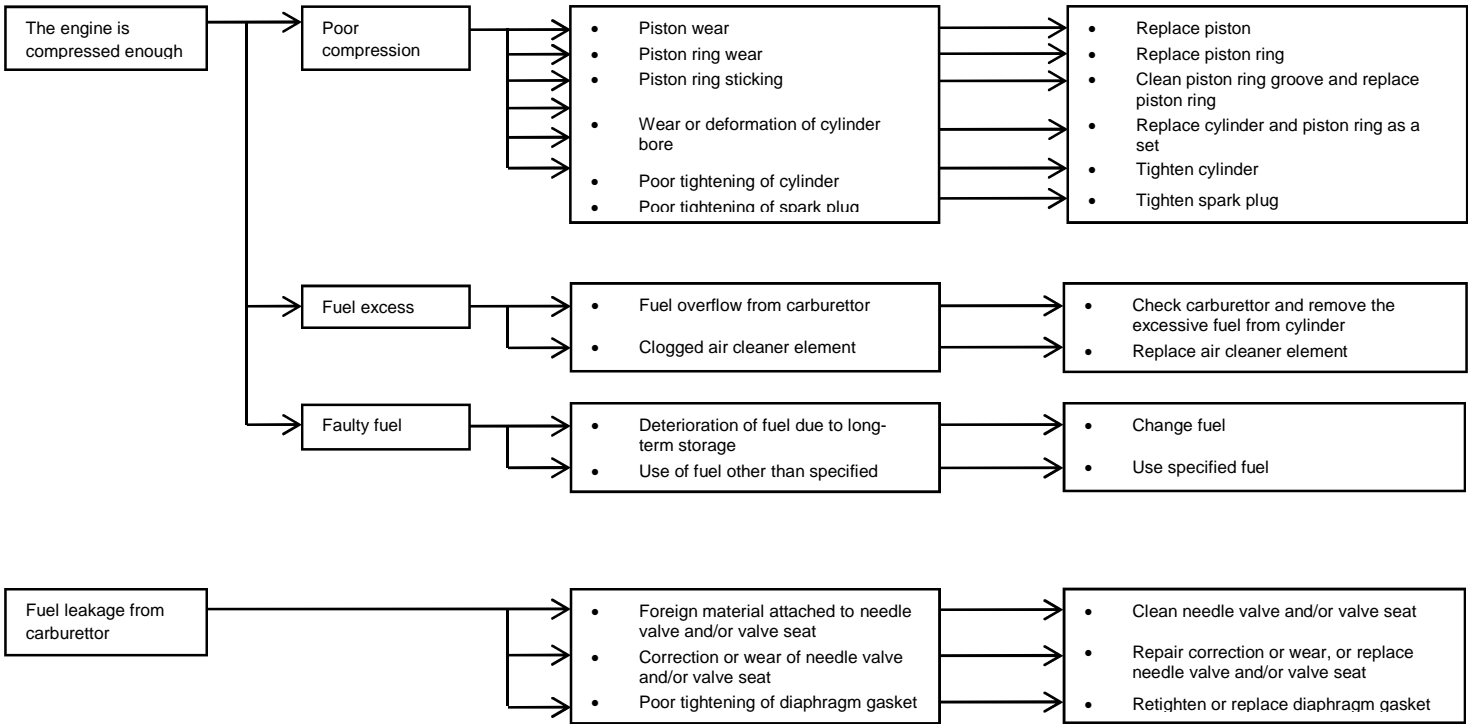 The engine is
compressed enough
Poor
compression
• Piston wear
• Piston ring wear
• Piston ring sticking
• Wear or deformation of cylinder
bore
• Poor tightening of cylinder
• Poor tightening of spark plug
• Replace piston
• Replace piston ring
• Clean piston ring groove and replace
piston ring
• Replace cylinder and piston ring as a
set
• Tighten cylinder
• Tighten spark plug
Fuel excess
• Fuel overflow from carburettor
• Clogged air cleaner element
• Check carburettor and remove the
excessive fuel from cylinder
• Replace air cleaner element
Faulty fuel
• Deterioration of fuel due to long-
term storage
• Use of fuel other than specified
• Change fuel
• Use specified fuel
Fuel leakage from
carburettor
• Foreign material attached to needle
valve and/or valve seat
• Correction or wear of needle valve
and/or valve seat
• Poor tightening of diaphragm gasket
• Clean needle valve and/or valve seat
• Repair correction or wear, or replace
needle valve and/or valve seat
• Retighten or replace diaphragm gasket